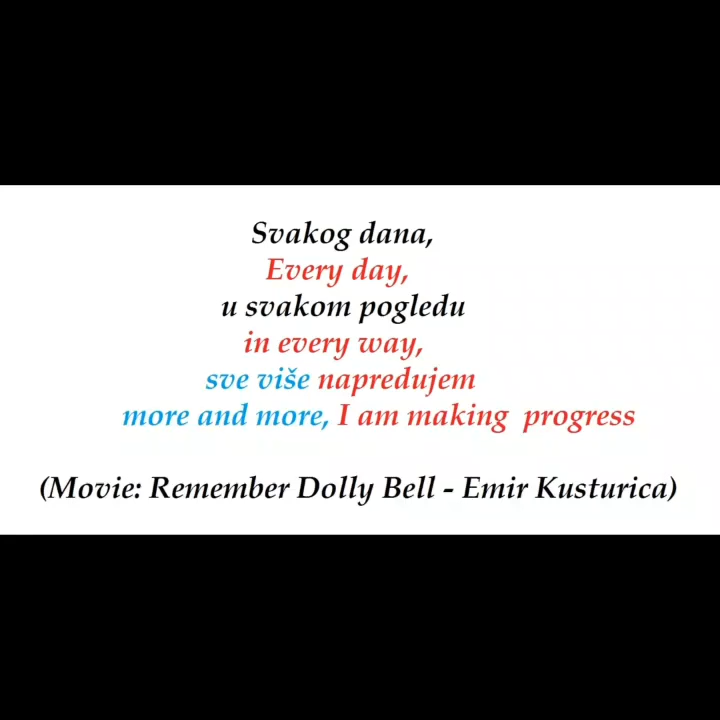 Svakog dana,
Every day,
u svakom pogledu
in every way,
sve više napredujem
more and more, I am making progress
(Movie: Remember Dolly Bell - Emir Kusturica)